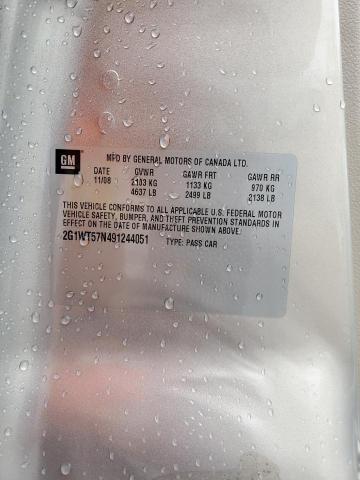 GM
MFD BY GENERAL MOTORS OF CANADA LTD.
DATE GVWR GAWR FRT GAWR RR
11/08 2103 KG 1133 KG 970 KG
4637 LB 2499 LB 2138 LB
THIS VEHICLE CONFORMS TO ALL APPLICABLE U.S. FEDERAL MOTOR
VEHICLE SAFETY, BUMPER, AND THEFT PREVENTION STANDARDS IN
EFFECT ON THE DATE OF MANUFACTURE SHOWN ABOVE.
2G1WT57N491244051 TYPE: PASS CAR